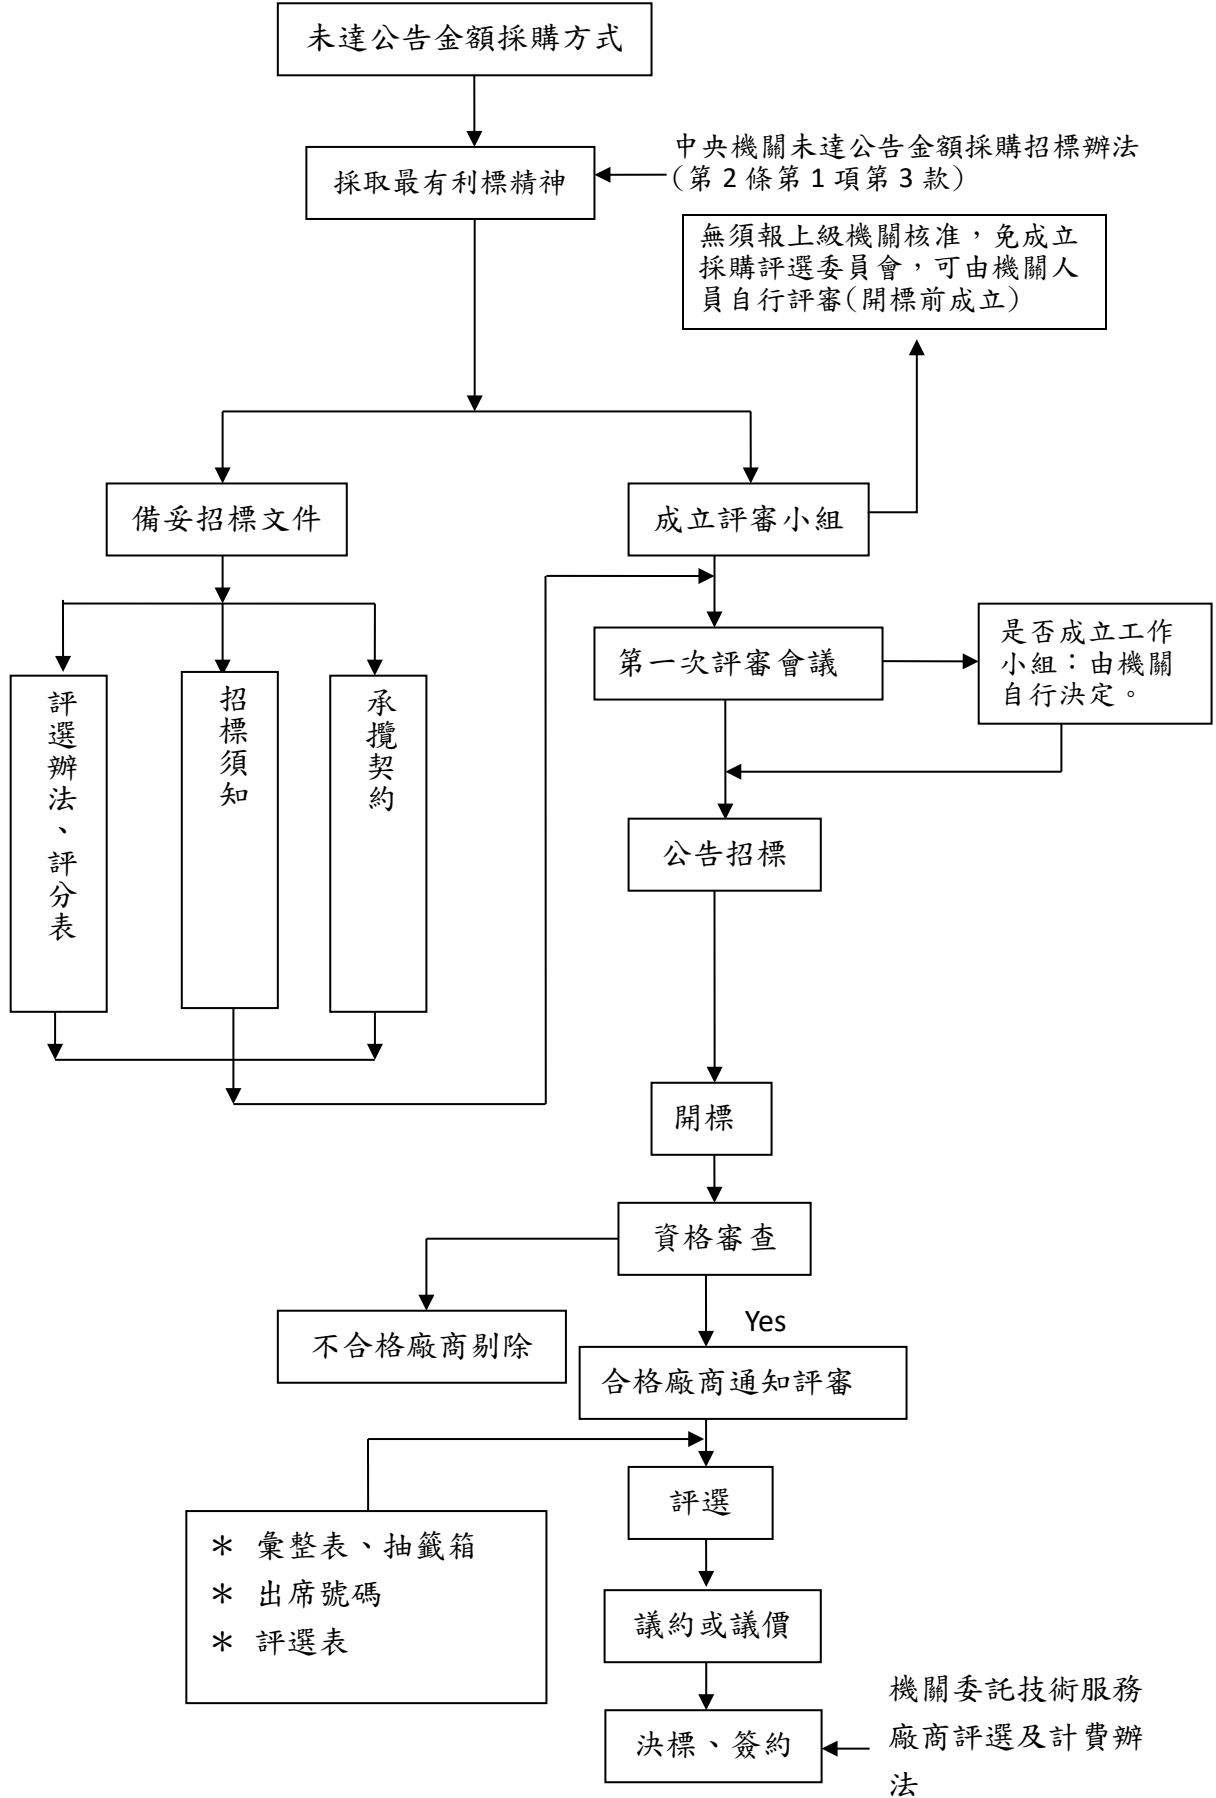 未達公告金額採購方式
採取最有利標精神
中央機關未達公告金額採購招標辦法
(第2條第1項第3款)
無須報上級機關核准，免成立
採購評選委員會，可由機關人
員自行評審(開標前成立)
備妥招標文件
成立評審小組
第一次評審會議
是否成立工作
小組：由機關
自行決定。
評選辦法、評分表
招標須知
承攬契約
公告招標
開標
資格審查
Yes
不合格廠商剔除
合格廠商通知評審
評選
＊ 彙整表、抽籤箱
＊ 出席號碼
＊ 評選表
議約或議價
決標、簽約
機關委託技術服務
廠商評選及計費辦
法